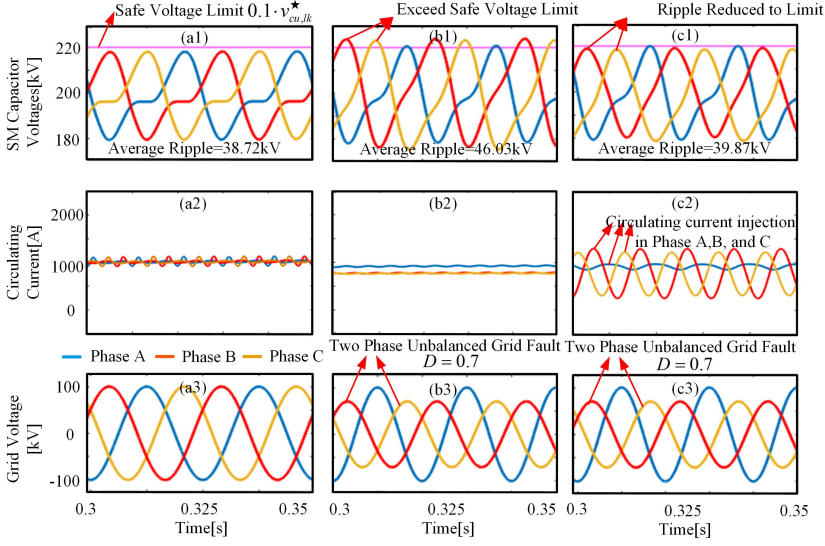 Safe Voltage Limit 0.1·v★cu,lk
Exceed Safe Voltage Limit
Ripple Reduced to Limit
SM Capacitor
Voltages[kV]
220
200
180
(a1)
Average Ripple=38.72kV
(b1)
Average Ripple=46.03kV
(c1)
Average Ripple=39.87kV
Circulating
Current[A]
2000
1000
0
(a2)
(b2)
(c2)
Circulating current injection
in Phase A,B, and C
Phase A
Phase B
Phase C
Two Phase Unbalanced Grid Fault
D = 0.7
Two Phase Unbalanced Grid Fault
D = 0.7
Grid Voltage
[kV]
100
0
-100
(a3)
(b3)
(c3)
0.3
0.325
0.35
Time[s]
0.3
0.325
0.35
Time[s]
0.3
0.325
0.35
Time[s]